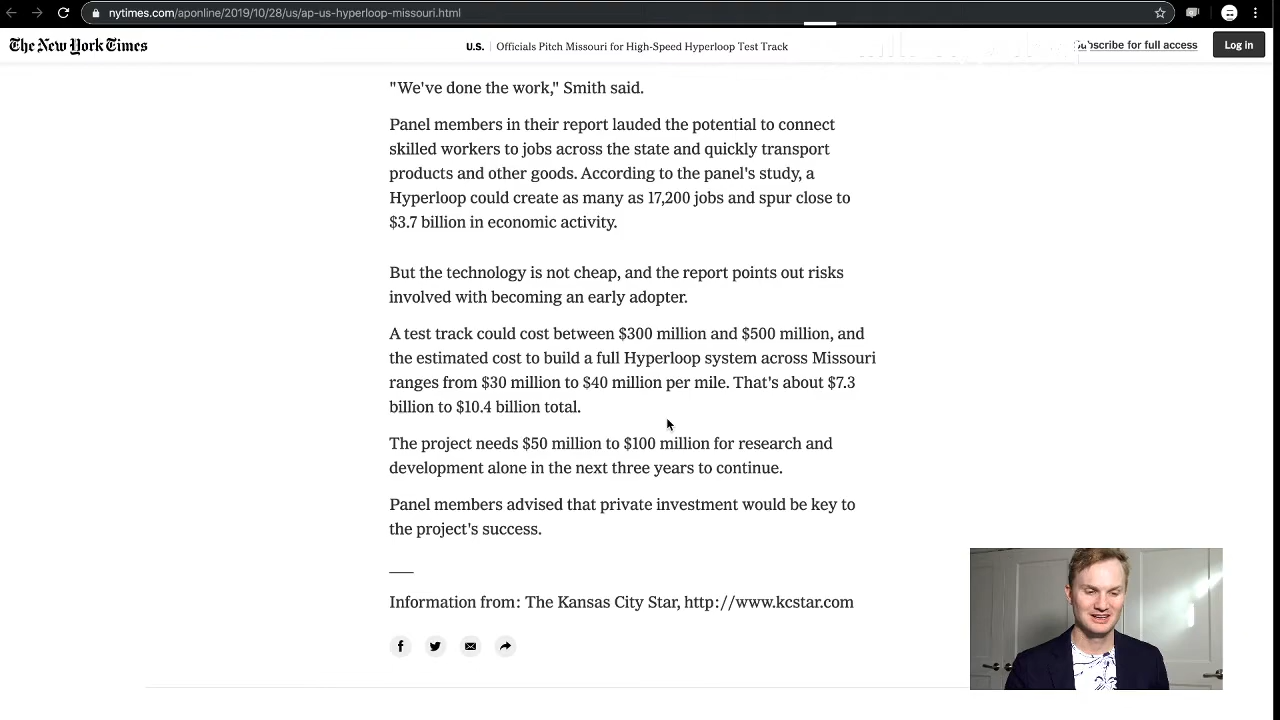 nytimes.com/aponline/2019/10/28/us/ap-us-hyperloop-missouri.html
The New York Times
U.S. | Officials Pitch Missouri for High-Speed Hyperloop Test Track
ubscribe for full access
Log in
"We've done the work," Smith said.
Panel members in their report lauded the potential to connect
skilled workers to jobs across the state and quickly transport
products and other goods. According to the panel's study, a
Hyperloop could create as many as 17,200 jobs and spur close to
$3.7 billion in economic activity.
But the technology is not cheap, and the report points out risks
involved with becoming an early adopter.
A test track could cost between $300 million and $500 million, and
the estimated cost to build a full Hyperloop system across Missouri
ranges from $30 million to $40 million per mile. That's about $7.3
billion to $10.4 billion total.
The project needs $50 million to $100 million for research and
development alone in the next three years to continue.
Panel members advised that private investment would be key to
the project's success.
Information from: The Kansas City Star, http://www.kcstar.com